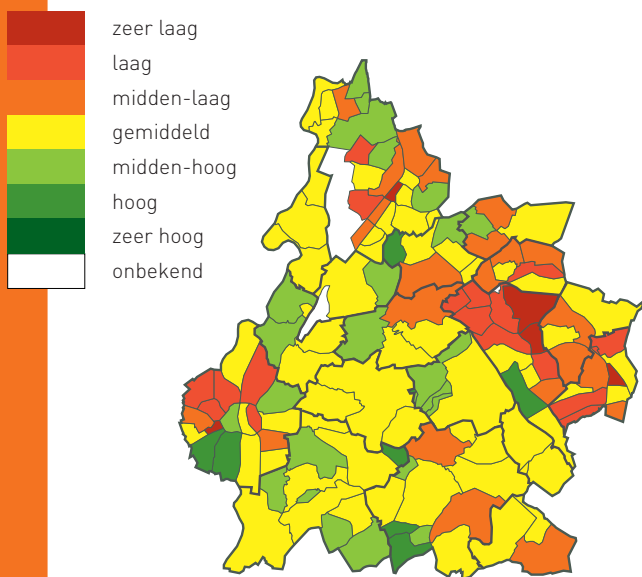 zeer laag
laag
midden-laag
gemiddeld
midden-hoog
hoog
zeer hoog
onbekend